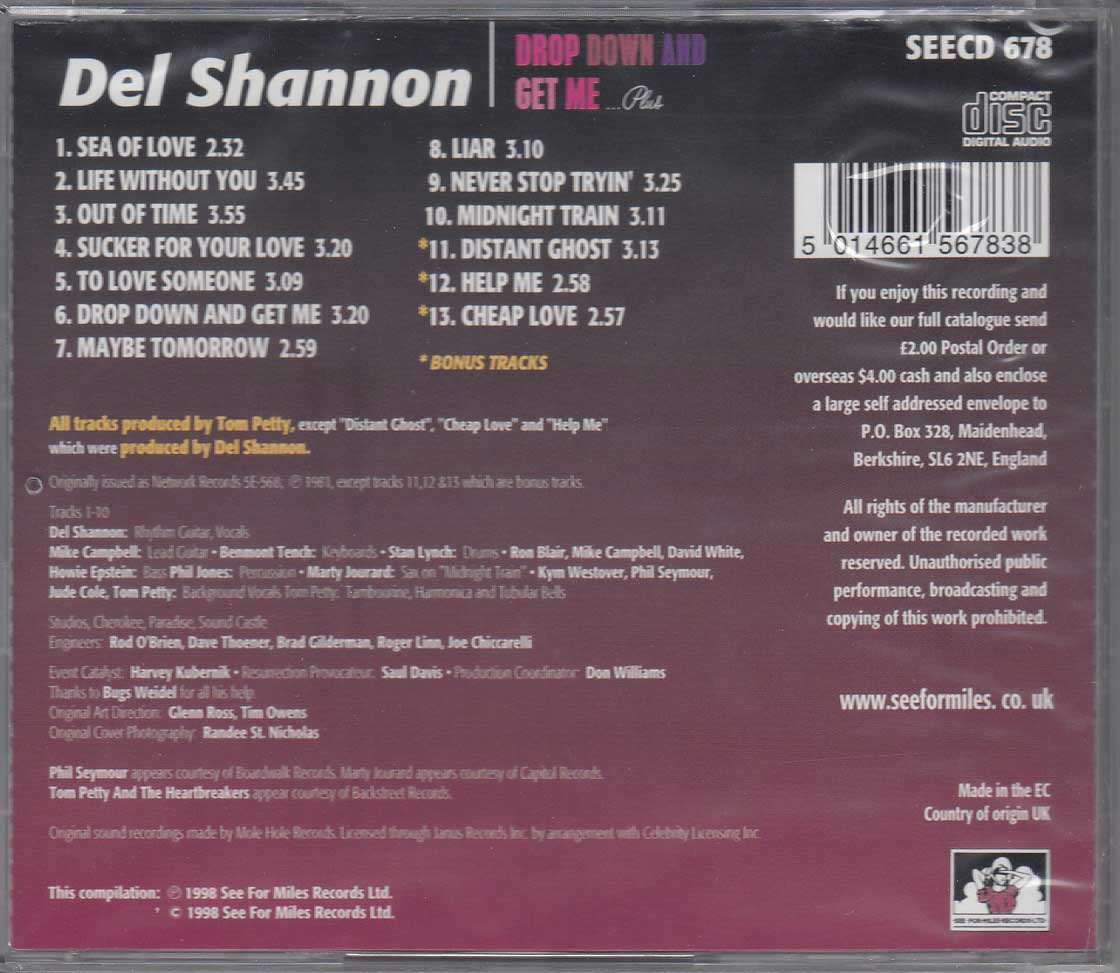 Del Shannon
DROP DOWN AND
GET ME ...Plus
1. SEA OF LOVE 2.32
2. LIFE WITHOUT YOU 3.45
3. OUT OF TIME 3.55
4. SUCKER FOR YOUR LOVE 3.20
5. TO LOVE SOMEONE 3.09
6. DROP DOWN AND GET ME 3.20
7. MAYBE TOMORROW 2.59
8. LIAR 3.10
9. NEVER STOP TRYIN' 3.25
10. MIDNIGHT TRAIN 3.11
*11. DISTANT GHOST 3.13
*12. HELP ME 2.58
*13. CHEAP LOVE 2.57
* BONUS TRACKS
All tracks produced by Tom Petty, except "Distant Ghost", "Cheap Love" and "Help Me"
which were produced by Del Shannon.
Originally issued as Network Records 5E-568, ℗ 1981, except tracks 11,12 &13 which are bonus tracks.
Tracks 1-10
Del Shannon: Rhythm Guitar, Vocals
Mike Campbell: Lead Guitar • Benmont Tench: Keyboards • Stan Lynch: Drums • Ron Blair, Mike Campbell, David White,
Howie Epstein: Bass Phil Jones: Percussion • Marty Jourard: Sax on "Midnight Train" • Kym Westover, Phil Seymour,
Jude Cole, Tom Petty: Background Vocals Tom Petty: Tambourine, Harmonica and Tubular Bells
Studios, Cherokee, Paradise, Sound Castle
Engineers: Rod O'Brien, Dave Thoener, Brad Gilderman, Roger Linn, Joe Chiccarelli
Event Catalyst: Harvey Kubernik • Resurrection Provocateur: Saul Davis • Production Coordinator: Don Williams
Thanks to Bugs Weidel for all his help.
Original Art Direction: Glenn Ross, Tim Owens
Original Cover Photography: Randee St. Nicholas
Phil Seymour appears courtesy of Boardwalk Records. Marty Jourard appears courtesy of Capitol Records.
Tom Petty And The Heartbreakers appear courtesy of Backstreet Records.
Original sound recordings made by Mole Hole Records. Licensed through Janus Records Inc. by arrangement with Celebrity Licensing Inc.
This compilation: ℗ 1998 See For Miles Records Ltd.
© 1998 See For Miles Records Ltd.
SEECD 678
COMPACT
disc
DIGITAL AUDIO
5 014661 567838
If you enjoy this recording and
would like our full catalogue send
£2.00 Postal Order or
overseas $4.00 cash and also enclose
a large self addressed envelope to
P.O. Box 328, Maidenhead,
Berkshire, SL6 2NE, England
All rights of the manufacturer
and owner of the recorded work
reserved. Unauthorised public
performance, broadcasting and
copying of this work prohibited.
www.seeformiles. co. uk
Made in the EC
Country of origin UK
SEE·FOR·MILES·RECORDS·LTD·